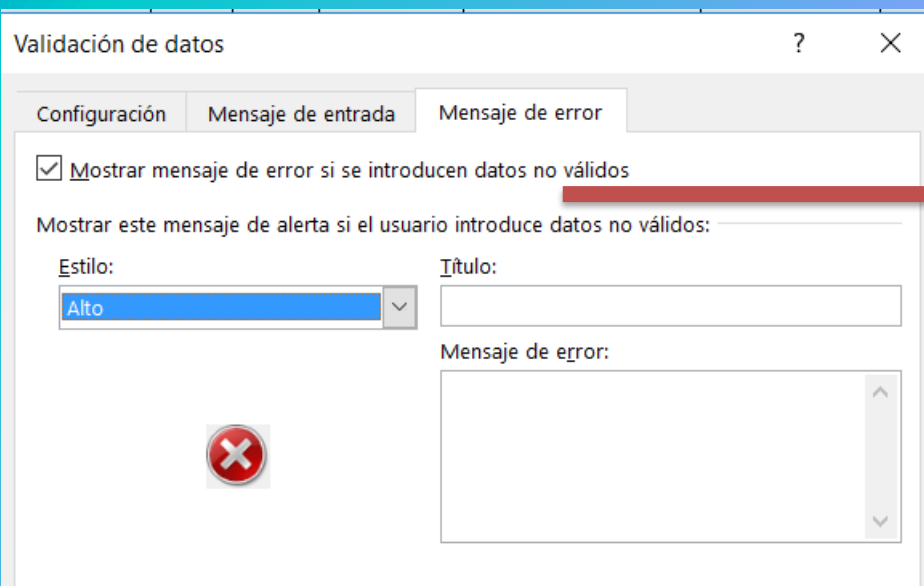 Validación de datos ?
Configuración Mensaje de entrada Mensaje de error
Mostrar mensaje de error si se introducen datos no válidos
Mostrar este mensaje de alerta si el usuario introduce datos no válidos:
Estilo: Título:
Alto
Mensaje de error: